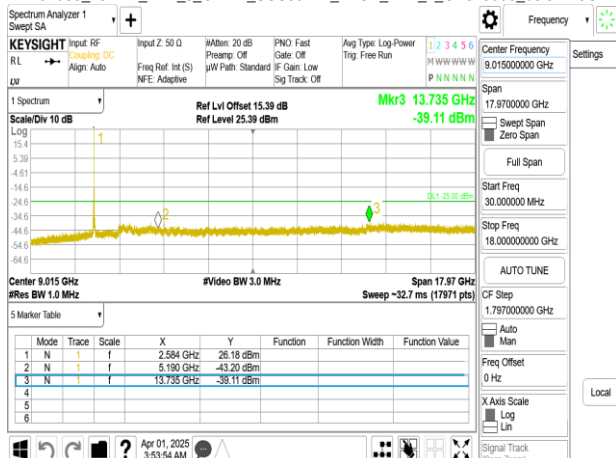 Spectrum Analyzer 1
Swept SA
Frequency
KEYSIGHT Input: RF Input Z: 50 Ω #Atten: 20 dB PNO: Fast Avg Type: Log-Power 1 2 3 4 5 6
RL Coupling: DC Preamp: Off Gate: Off Trig: Free Run M W W W W W
Align: Auto Freq Ref: Int (S) µW Path: Standard IF Gain: Low
NFE: Adaptive Sig Track: Off P N N N N N
1 Spectrum Ref Lvl Offset 15.39 dB Mkr3 13.735 GHz
Scale/Div 10 dB Ref Level 25.39 dBm -39.11 dBm
Log
15.4
5.39
-4.61
-14.6
-24.6
-34.6
-44.6
-54.6
-64.6
1
2
3
DL1 -25.00 dBm
Center 9.015 GHz #Video BW 3.0 MHz Span 17.97 GHz
#Res BW 1.0 MHz Sweep ~32.7 ms (17971 pts)
5 Marker Table
Mode Trace Scale X Y Function Function Width Function Value
1 N 1 f 2.584 GHz 26.18 dBm
2 N 1 f 5.190 GHz -43.20 dBm
3 N 1 f 13.735 GHz -39.11 dBm
4
5
6
Apr 01, 2025
3:53:54 AM
Center Frequency
9.015000000 GHz
Settings
Span
17.9700000 GHz
Swept Span
Zero Span
Full Span
Start Freq
30.000000 MHz
Stop Freq
18.000000000 GHz
AUTO TUNE
CF Step
1.797000000 GHz
Auto
Man
Freq Offset
0 Hz
Local
X Axis Scale
Log
Lin
Signal Track